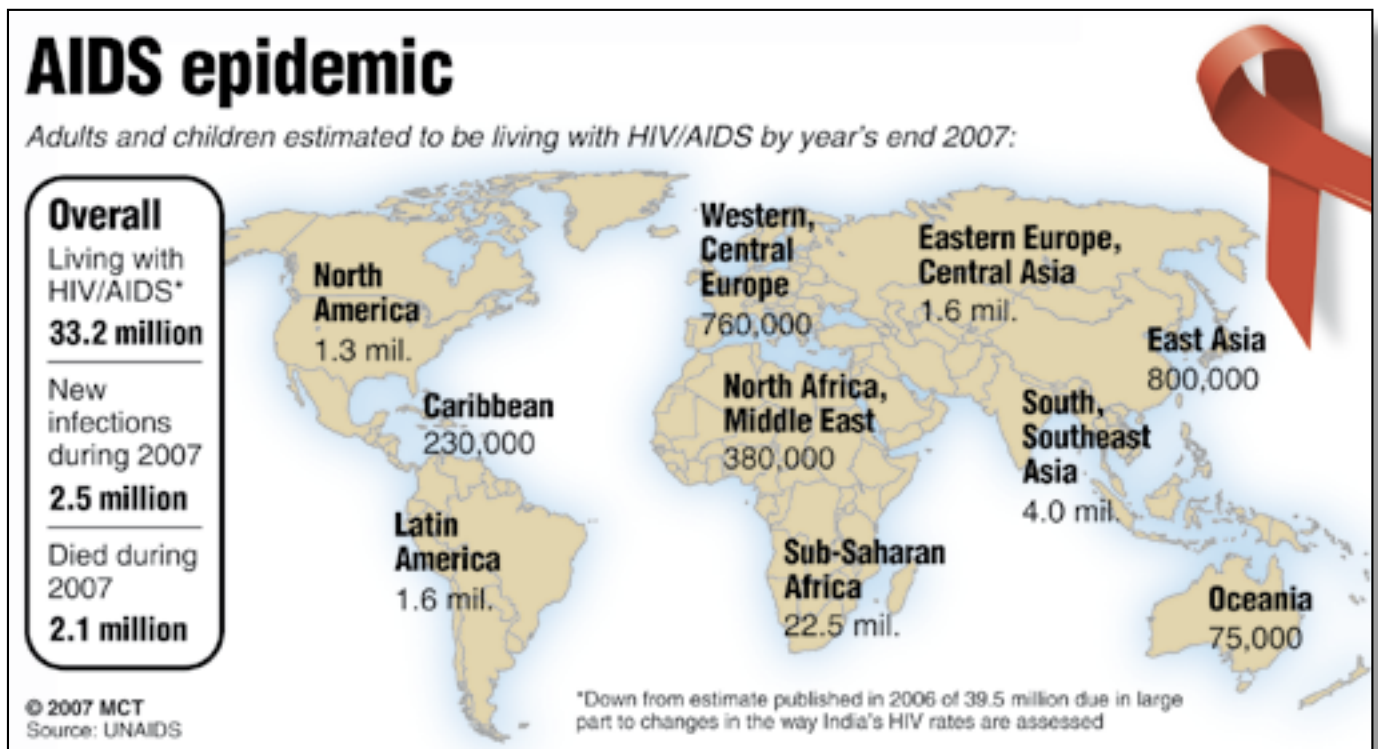 AIDS epidemic
Adults and children estimated to be living with HIV/AIDS by year's end 2007:
Overall
Living with
HIV/AIDS*
33.2 million
New
infections
during 2007
2.5 million
Died during
2007
2.1 million
North
America
1.3 mil.
Caribbean
230,000
Latin
America
1.6 mil.
Western,
Central
Europe
760,000
North Africa,
Middle East
380,000
Sub-Saharan
Africa
22.5 mil.
Eastern Europe,
Central Asia
1.6 mil.
East Asia
800,000
South,
Southeast
Asia
4.0 mil.
Oceania
75,000
© 2007 MCT
Source: UNAIDS
*Down from estimate published in 2006 of 39.5 million due in large
part to changes in the way India's HIV rates are assessed